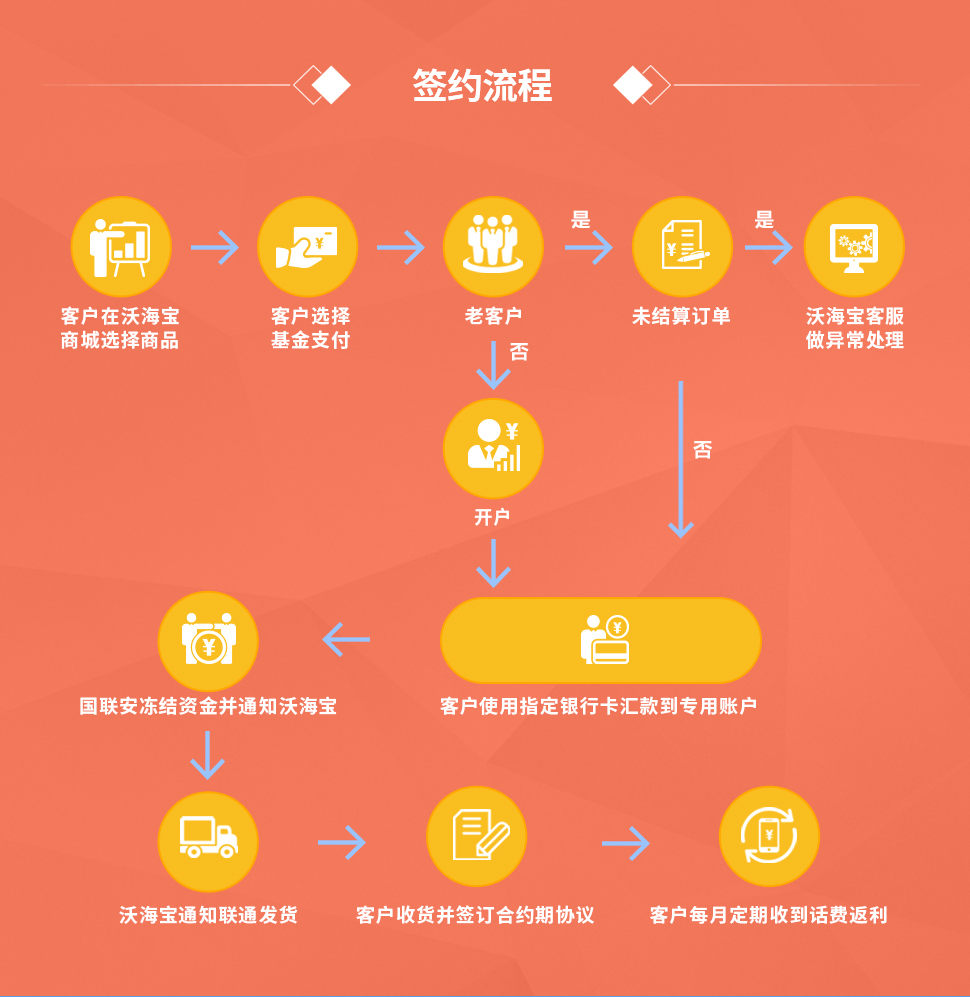 签约流程
是
是
客户在沃海宝
商城选择商品
客户选择
基金支付
老客户
未结算订单
沃海宝客服
做异常处理
否
否
开户
国联安冻结资金并通知沃海宝
客户使用指定银行卡汇款到专用账户
沃海宝通知联通发货
客户收货并签订合约期协议
客户每月定期收到话费返利